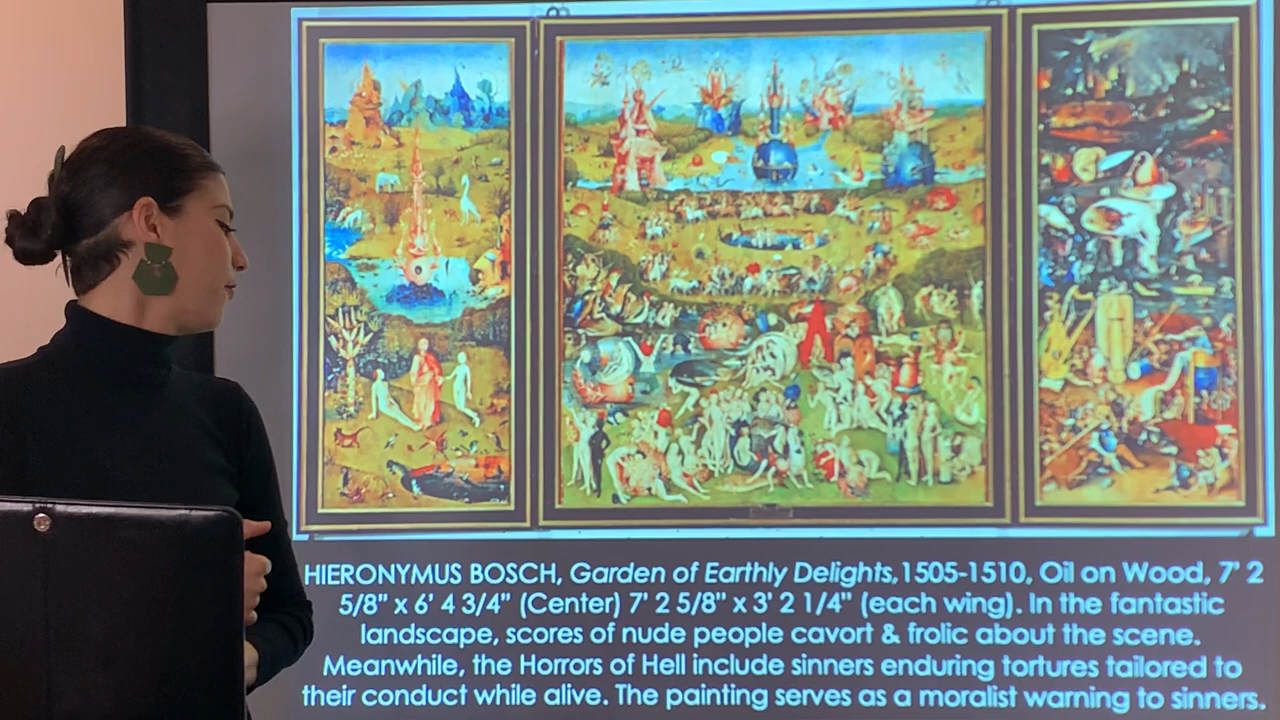 HIERONYMUS BOSCH, Garden of Earthly Delights,1505-1510, Oil on Wood, 7' 2
5/8" x 6' 4 3/4" (Center) 7' 2 5/8" x 3' 2 1/4" (each wing). In the fantastic
landscape, scores of nude people cavort & frolic about the scene.
Meanwhile, the Horrors of Hell include sinners enduring tortures tailored to
their conduct while alive. The painting serves as a moralist warning to sinners.